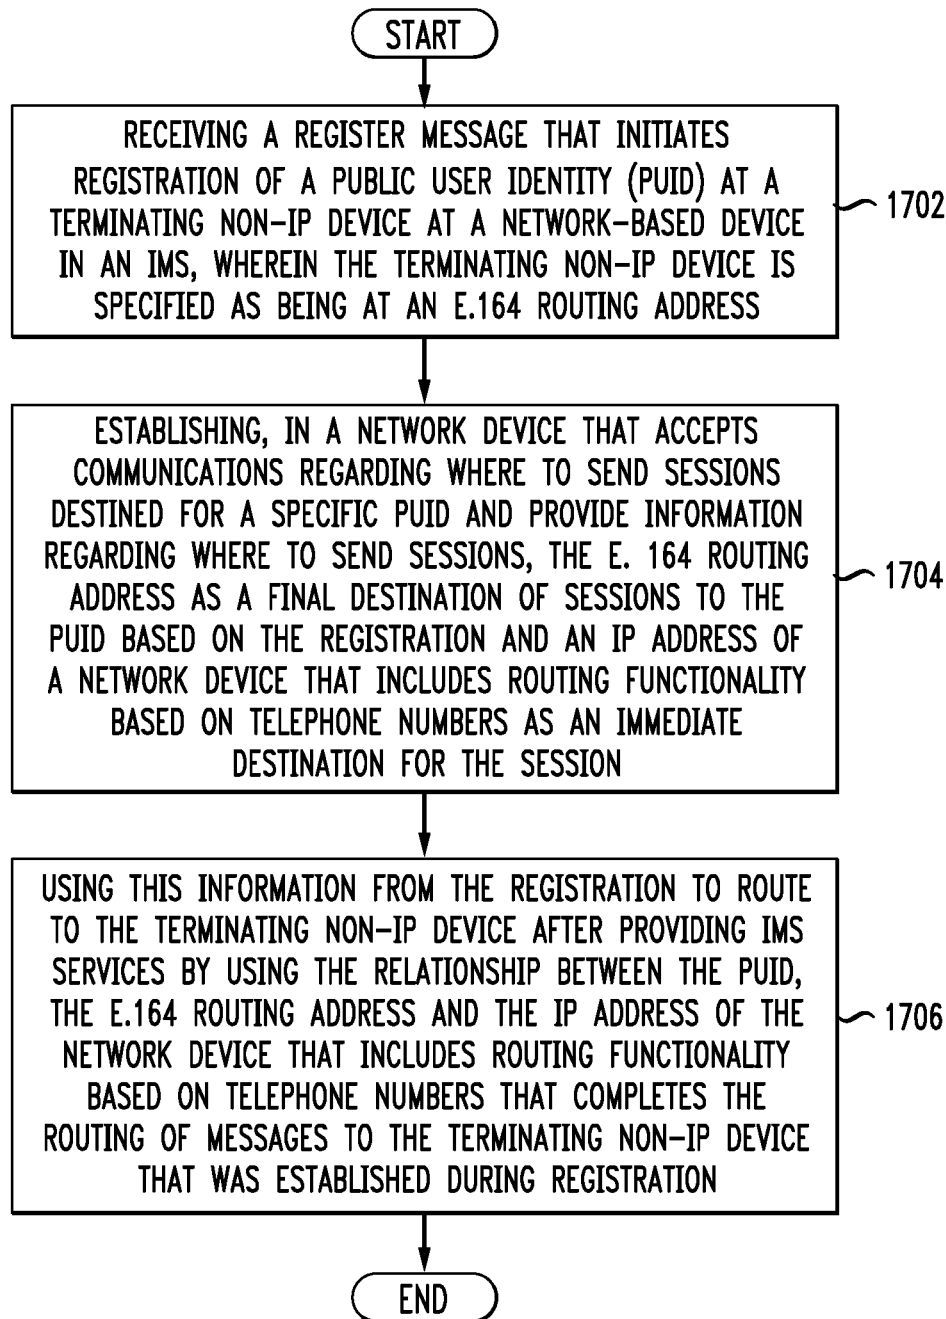 START
RECEIVING A REGISTER MESSAGE THAT INITIATES
REGISTRATION OF A PUBLIC USER IDENTITY (PUID) AT A
TERMINATING NON-IP DEVICE AT A NETWORK-BASED DEVICE
IN AN IMS, WHEREIN THE TERMINATING NON-IP DEVICE IS
SPECIFIED AS BEING AT AN E.164 ROUTING ADDRESS
1702
ESTABLISHING, IN A NETWORK DEVICE THAT ACCEPTS
COMMUNICATIONS REGARDING WHERE TO SEND SESSIONS
DESTINED FOR A SPECIFIC PUID AND PROVIDE INFORMATION
REGARDING WHERE TO SEND SESSIONS, THE E. 164 ROUTING
ADDRESS AS A FINAL DESTINATION OF SESSIONS TO THE
PUID BASED ON THE REGISTRATION AND AN IP ADDRESS OF
A NETWORK DEVICE THAT INCLUDES ROUTING FUNCTIONALITY
BASED ON TELEPHONE NUMBERS AS AN IMMEDIATE
DESTINATION FOR THE SESSION
1704
USING THIS INFORMATION FROM THE REGISTRATION TO ROUTE
TO THE TERMINATING NON-IP DEVICE AFTER PROVIDING IMS
SERVICES BY USING THE RELATIONSHIP BETWEEN THE PUID,
THE E.164 ROUTING ADDRESS AND THE IP ADDRESS OF THE
NETWORK DEVICE THAT INCLUDES ROUTING FUNCTIONALITY
BASED ON TELEPHONE NUMBERS THAT COMPLETES THE
ROUTING OF MESSAGES TO THE TERMINATING NON-IP DEVICE
THAT WAS ESTABLISHED DURING REGISTRATION
1706
END